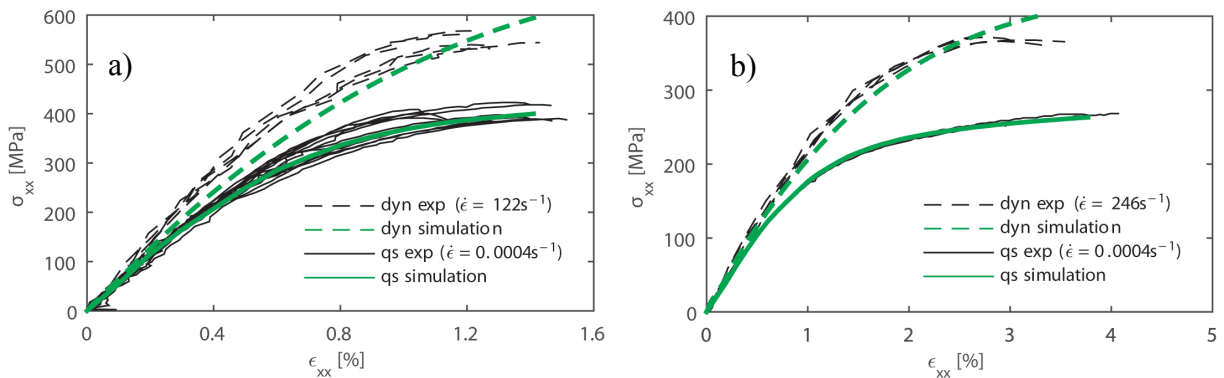 a)
600
500
400
300
200
100
0
σxx [MPa]
dyn exp (ε̇ = 122s⁻¹)
dyn simulation
qs exp (ε̇ = 0.0004s⁻¹)
qs simulation
0 0.4 0.8 1.2 1.6
ϵxx [%]
b)
400
300
200
100
0
σxx [MPa]
dyn exp (ε̇ = 246s⁻¹)
dyn simulation
qs exp (ε̇ = 0.0004s⁻¹)
qs simulation
0 1 2 3 4 5
ϵxx [%]